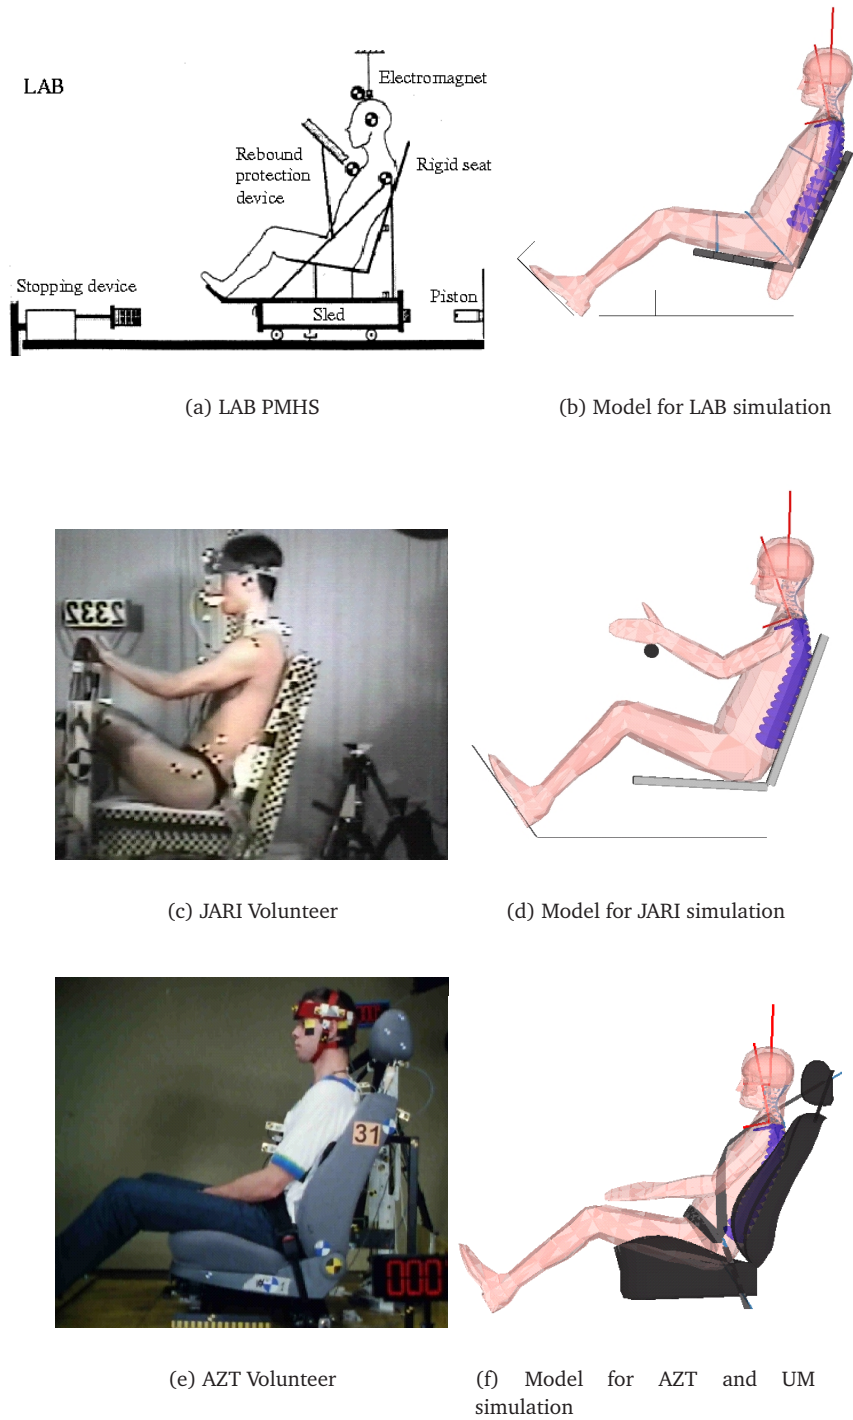 LAB
Electromagnet
Rebound
protection
device
Rigid seat
Stopping device
Piston
Sled
(a) LAB PMHS
(b) Model for LAB simulation
2332
(c) JARI Volunteer
(d) Model for JARI simulation
31
000
(e) AZT Volunteer
(f) Model for AZT and UM
simulation